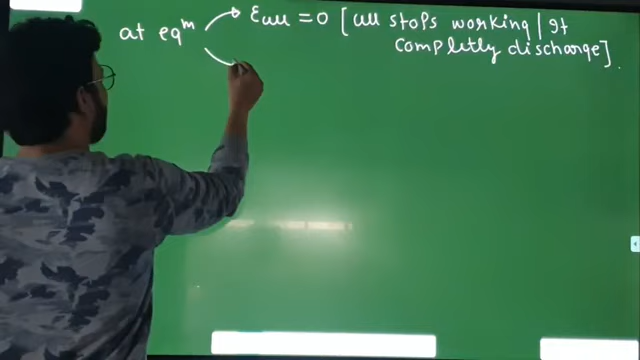 at eqᵐ → Ecell = 0 [cell stops working | It
completly discharge].